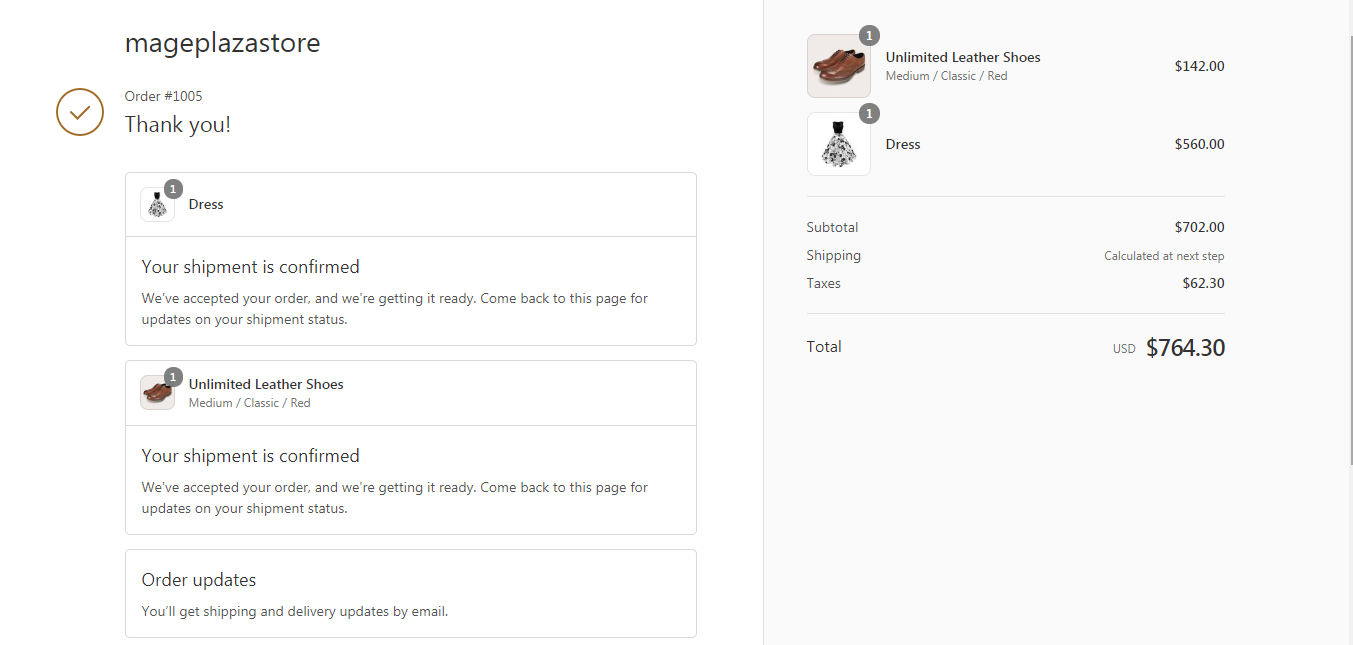 mageplazastore
Order #1005
Thank you!
1
Dress
Your shipment is confirmed
We've accepted your order, and we're getting it ready. Come back to this page for
updates on your shipment status.
1
Unlimited Leather Shoes
Medium / Classic / Red
Your shipment is confirmed
We've accepted your order, and we're getting it ready. Come back to this page for
updates on your shipment status.
Order updates
You'll get shipping and delivery updates by email.
1
Unlimited Leather Shoes
Medium / Classic / Red
$142.00
1
Dress
$560.00
Subtotal $702.00
Shipping Calculated at next step
Taxes $62.30
Total USD $764.30